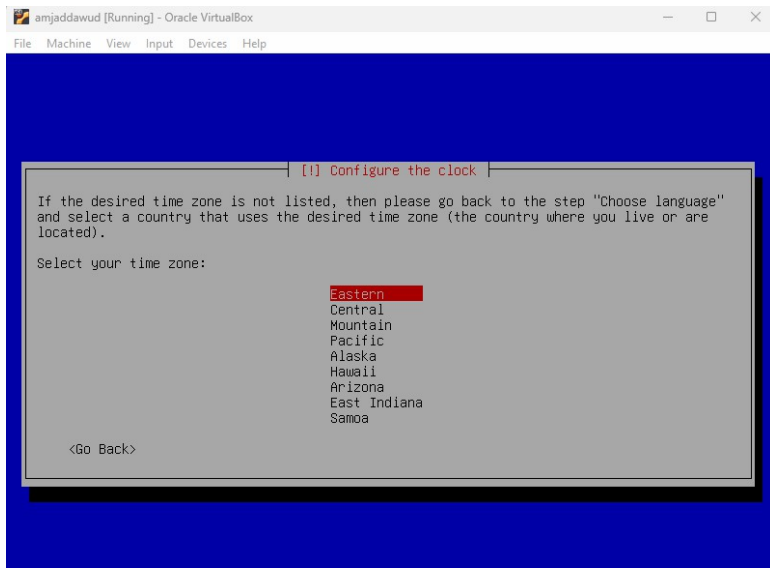 amjaddawud [Running] - Oracle VirtualBox
File Machine View Input Devices Help
[!] Configure the clock
If the desired time zone is not listed, then please go back to the step "Choose language"
and select a country that uses the desired time zone (the country where you live or are
located).
Select your time zone:
Eastern
Central
Mountain
Pacific
Alaska
Hawaii
Arizona
East Indiana
Samoa
<Go Back>